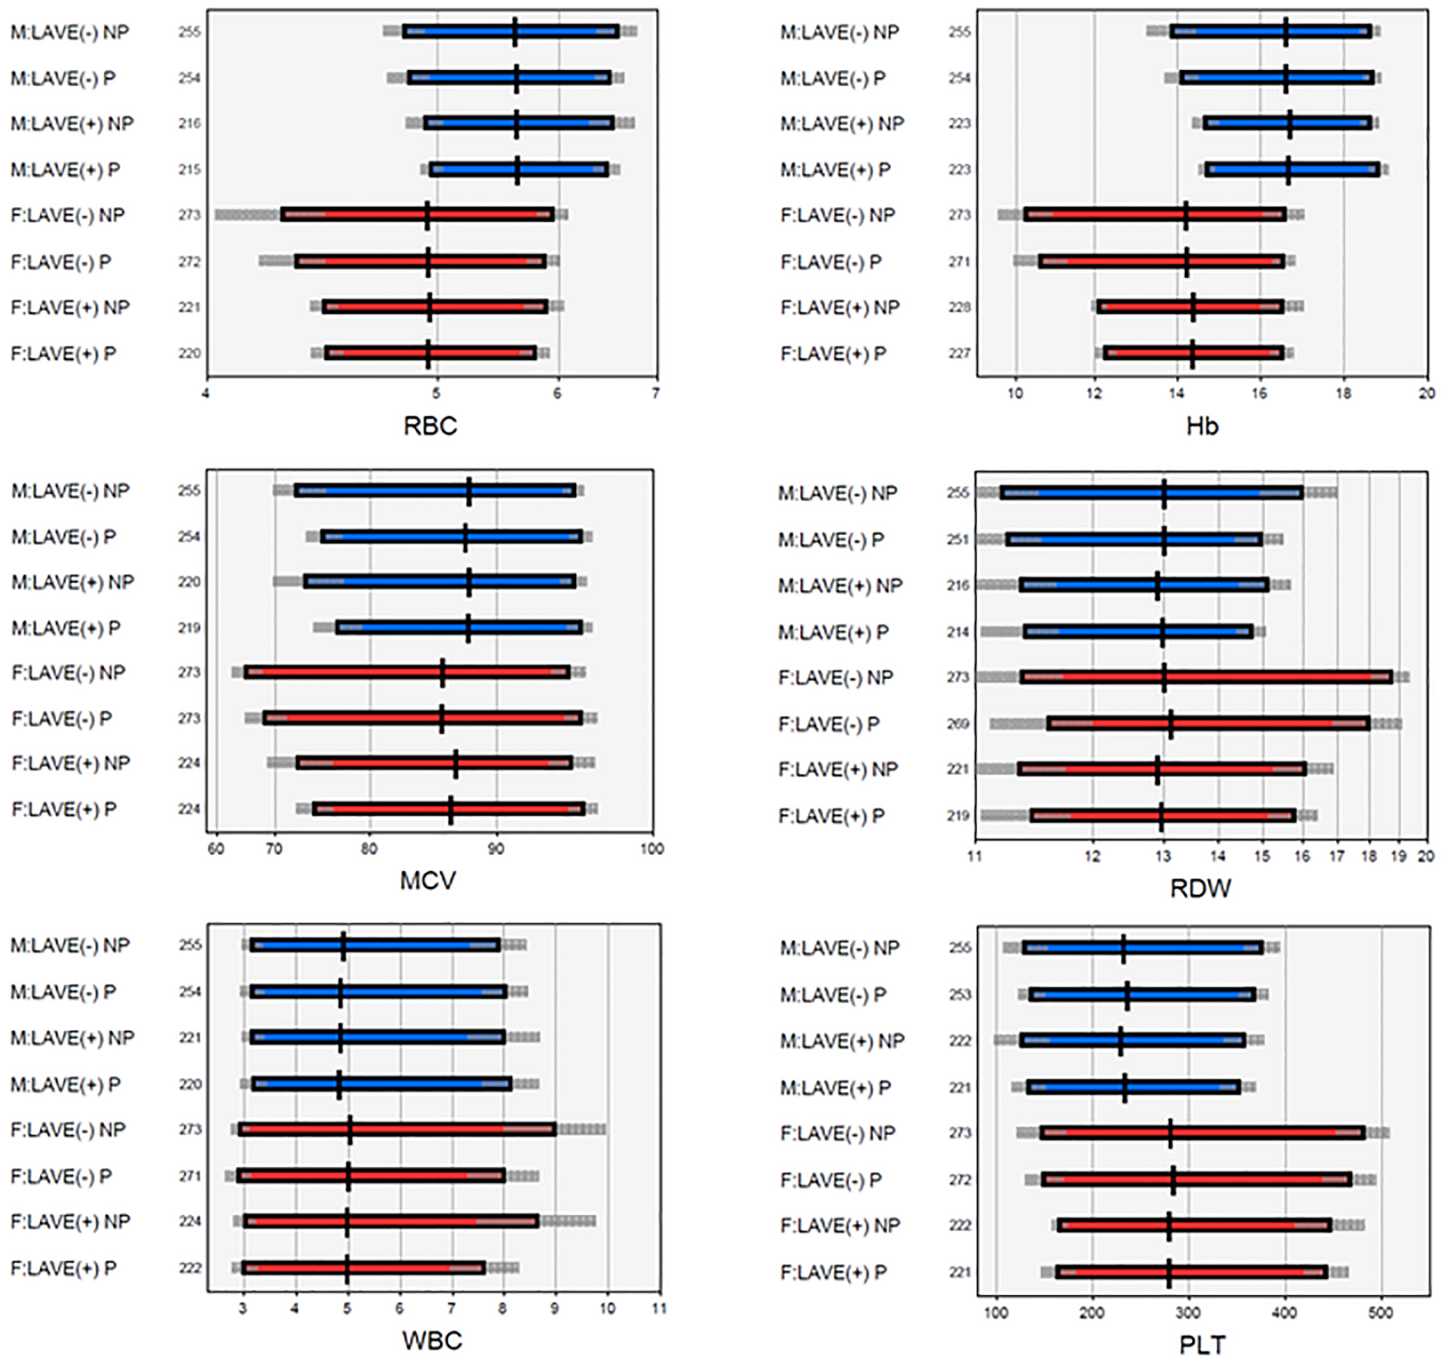 M:LAVE(-) NP 255
M:LAVE(-) P 254
M:LAVE(+) NP 216
M:LAVE(+) P 215
F:LAVE(-) NP 273
F:LAVE(-) P 272
F:LAVE(+) NP 221
F:LAVE(+) P 220
4 5 6 7
RBC
M:LAVE(-) NP 255
M:LAVE(-) P 254
M:LAVE(+) NP 223
M:LAVE(+) P 223
F:LAVE(-) NP 273
F:LAVE(-) P 271
F:LAVE(+) NP 228
F:LAVE(+) P 227
10 12 14 16 18 20
Hb
M:LAVE(-) NP 255
M:LAVE(-) P 254
M:LAVE(+) NP 220
M:LAVE(+) P 219
F:LAVE(-) NP 273
F:LAVE(-) P 273
F:LAVE(+) NP 224
F:LAVE(+) P 224
60 70 80 90 100
MCV
M:LAVE(-) NP 255
M:LAVE(-) P 251
M:LAVE(+) NP 216
M:LAVE(+) P 214
F:LAVE(-) NP 273
F:LAVE(-) P 269
F:LAVE(+) NP 221
F:LAVE(+) P 219
11 12 13 14 15 16 17 18 19 20
RDW
M:LAVE(-) NP 255
M:LAVE(-) P 254
M:LAVE(+) NP 221
M:LAVE(+) P 220
F:LAVE(-) NP 273
F:LAVE(-) P 271
F:LAVE(+) NP 224
F:LAVE(+) P 222
3 4 5 6 7 8 9 10 11
WBC
M:LAVE(-) NP 255
M:LAVE(-) P 253
M:LAVE(+) NP 222
M:LAVE(+) P 221
F:LAVE(-) NP 273
F:LAVE(-) P 272
F:LAVE(+) NP 222
F:LAVE(+) P 221
100 200 300 400 500
PLT